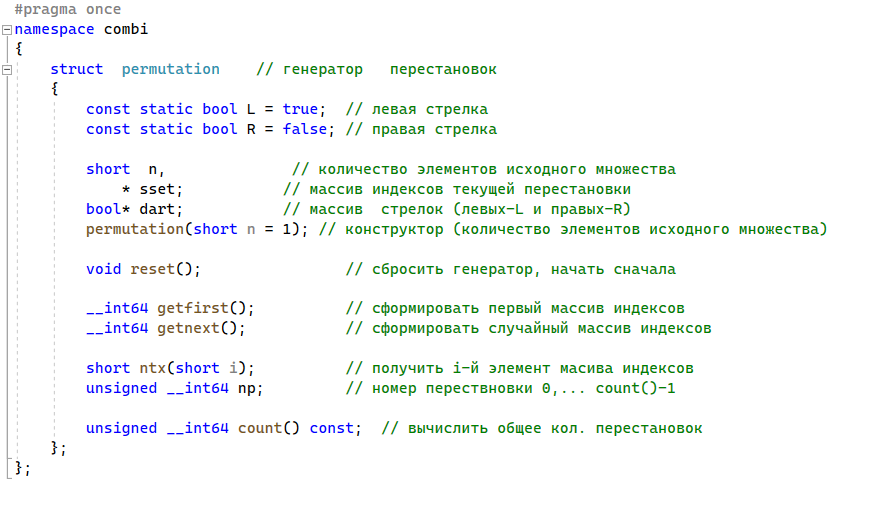 #pragma once
namespace combi
{
    struct  permutation    // генератор   перестановок
    {
        const static bool L = true;  // левая стрелка
        const static bool R = false; // правая стрелка

        short  n,              // количество элементов исходного множества
            * sset;           // массив индексов текущей перестановки
        bool* dart;           // массив  стрелок (левых-L и правых-R)
        permutation(short n = 1); // конструктор (количество элементов исходного множества)

        void reset();                // сбросить генератор, начать сначала

        __int64 getfirst();          // сформировать первый массив индексов
        __int64 getnext();           // сформировать случайный массив индексов

        short ntx(short i);          // получить i-й элемент масива индексов
        unsigned __int64 np;         // номер перествновки 0,... count()-1

        unsigned __int64 count() const;  // вычислить общее кол. перестановок
    };
};